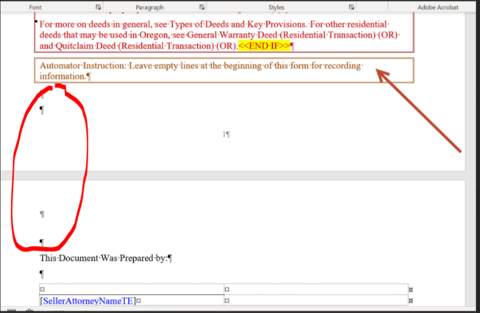 Font Paragraph Styles Adobe Acrobat
For more on deeds in general, see Types of Deeds and Key Provisions. For other residential
deeds that may be used in Oregon, see General Warranty Deed (Residential Transaction) (OR)
and Quitclaim Deed (Residential Transaction) (OR).<<END IF>>¶
Automator Instruction: Leave empty lines at the beginning of this form for recording
information.¶
¶
¶
1¶
¶
¶
This Document Was Prepared by:¶
¶
[SellerAttorneyNameTE]